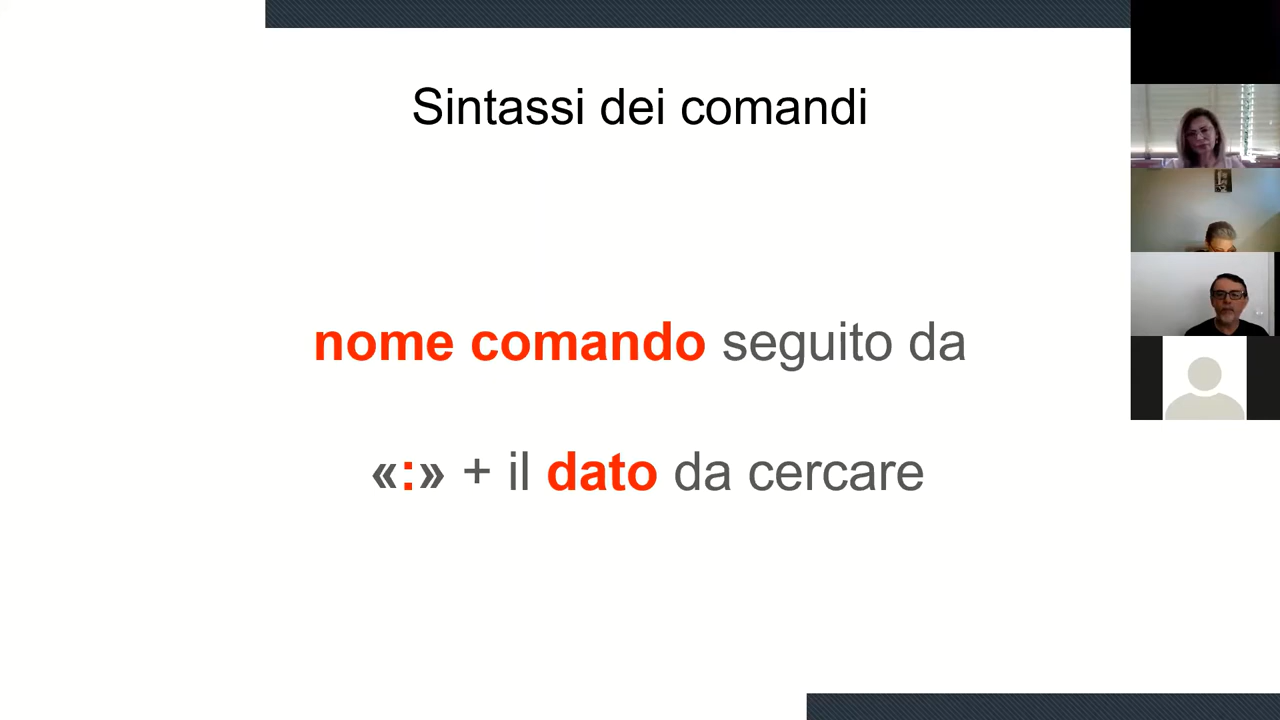 Sintassi dei comandi
nome comando seguito da
«:» + il dato da cercare